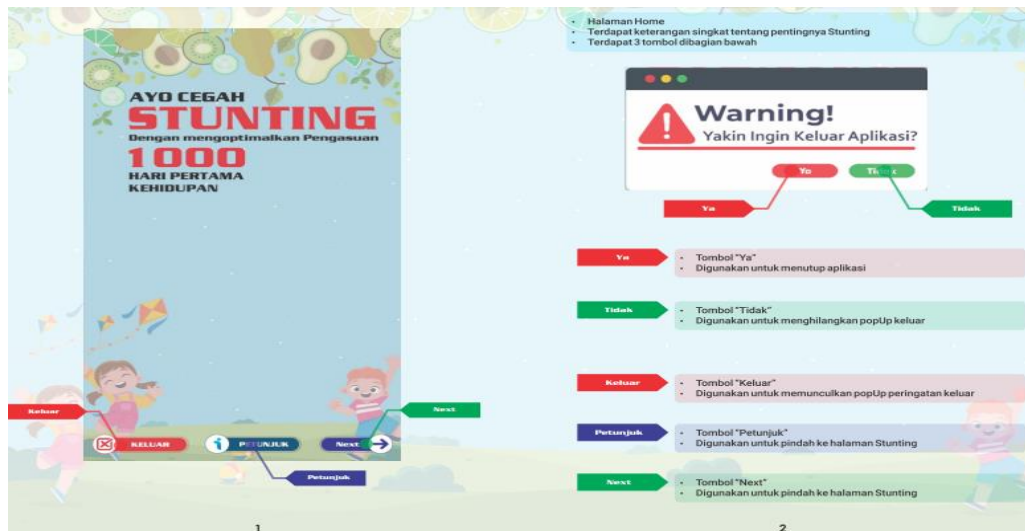 AYO CEGAH
STUNTING
Dengan mengoptimalkan Pengasuan
1000
HARI PERTAMA
KEHIDUPAN
Keluar
Next
KELUAR
PETUNJUK
Next
Petunjuk
1
• Halaman Home
• Terdapat keterangan singkat tentang pentingnya Stunting
• Terdapat 3 tombol dibagian bawah
Warning!
Yakin Ingin Keluar Aplikasi?
Ya
Tidak
Ya
Tidak
Ya
• Tombol "Ya"
• Digunakan untuk menutup aplikasi
Tidak
• Tombol "Tidak"
• Digunakan untuk menghilangkan popUp keluar
Keluar
• Tombol "Keluar"
• Digunakan untuk memunculkan popUp peringatan keluar
Petunjuk
• Tombol "Petunjuk"
• Digunakan untuk pindah ke halaman Stunting
Next
• Tombol "Next"
• Digunakan untuk pindah ke halaman Stunting
2